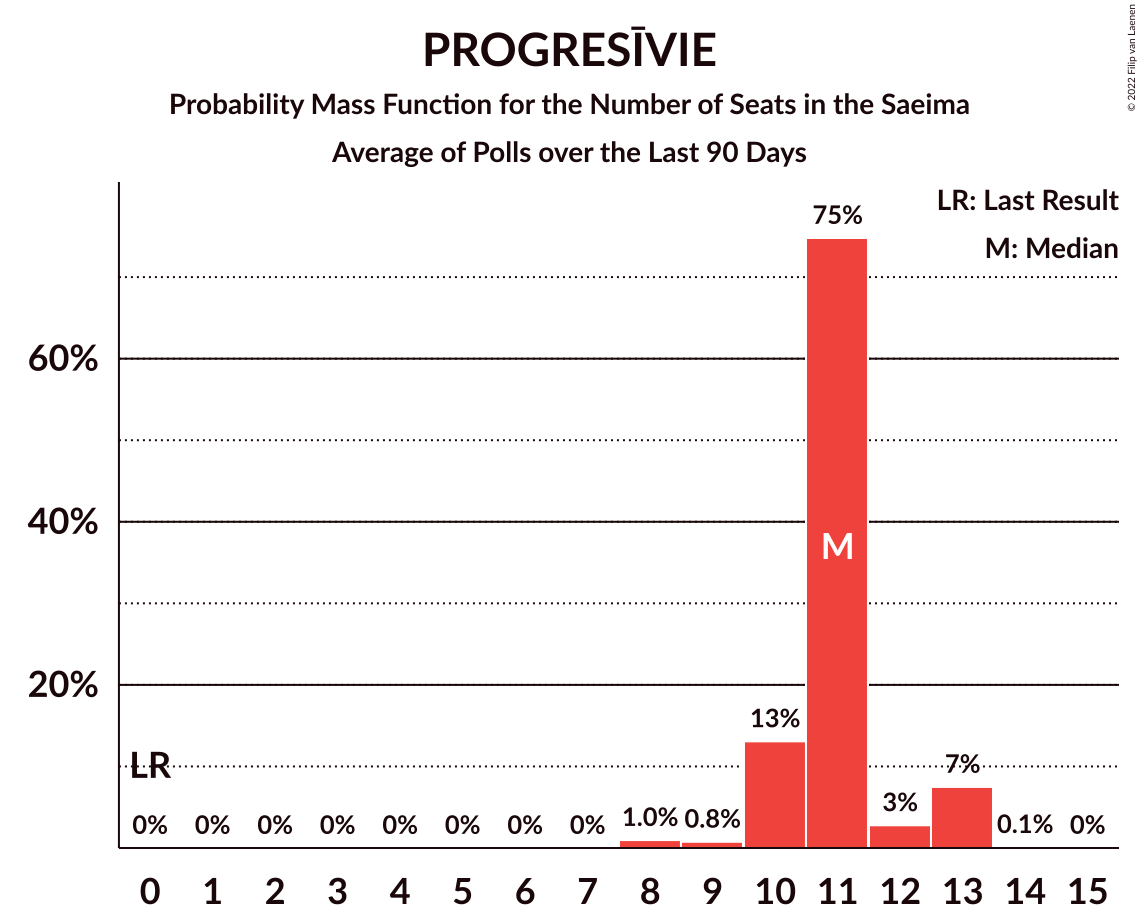 PROGRESĪVIE
Probability Mass Function for the Number of Seats in the Saeima
Average of Polls over the Last 90 Days
© 2022 Filip van Laenen
LR: Last Result
M: Median
60%
40%
20%
LR
M
0% 0% 0% 0% 0% 0% 0% 0% 1.0% 0.8% 13% 75% 3% 7% 0.1% 0%
0 1 2 3 4 5 6 7 8 9 10 11 12 13 14 15